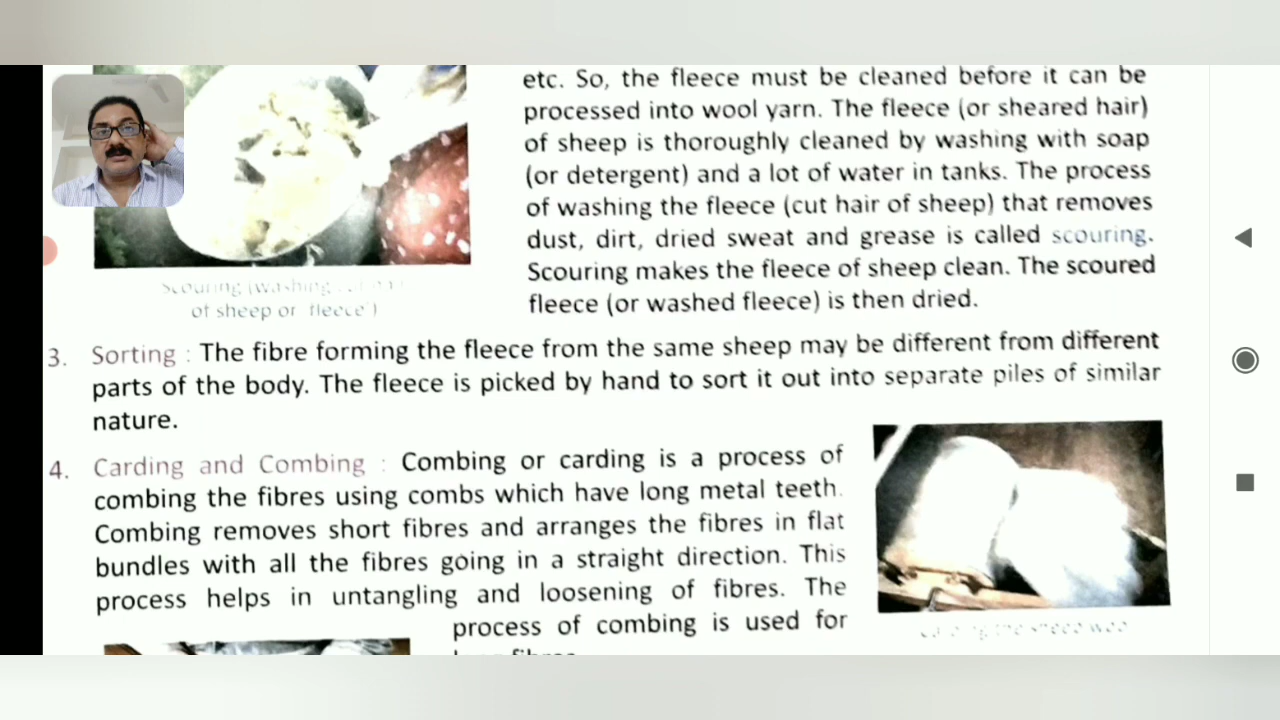 etc. So, the fleece must be cleaned before it can be
processed into wool yarn. The fleece (or sheared hair)
of sheep is thoroughly cleaned by washing with soap
(or detergent) and a lot of water in tanks. The process
of washing the fleece (cut hair of sheep) that removes
dust, dirt, dried sweat and grease is called scouring.
Scouring makes the fleece of sheep clean. The scoured
fleece (or washed fleece) is then dried.
Scouring (washing
of sheep or 'fleece')
3. Sorting : The fibre forming the fleece from the same sheep may be different from different
parts of the body. The fleece is picked by hand to sort it out into separate piles of similar
nature.
4. Carding and Combing : Combing or carding is a process of
combing the fibres using combs which have long metal teeth.
Combing removes short fibres and arranges the fibres in flat
bundles with all the fibres going in a straight direction. This
process helps in untangling and loosening of fibres. The
process of combing is used for